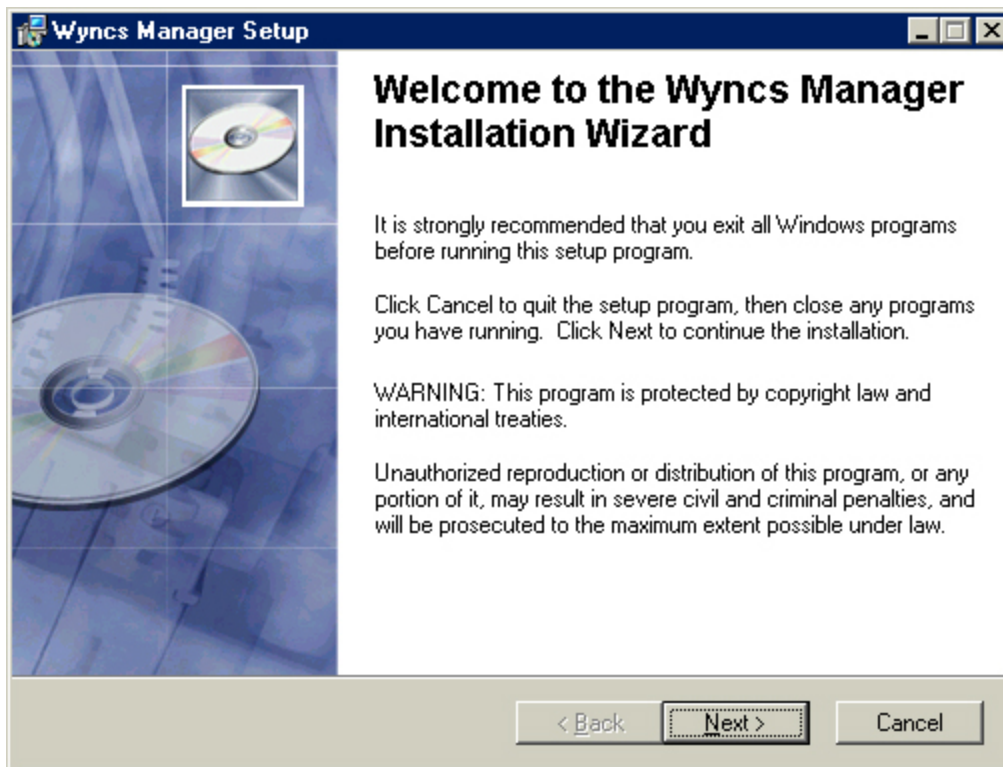 Wyncs Manager Setup
Welcome to the Wyncs Manager
Installation Wizard
It is strongly recommended that you exit all Windows programs
before running this setup program.
Click Cancel to quit the setup program, then close any programs
you have running.  Click Next to continue the installation.
WARNING: This program is protected by copyright law and
international treaties.
Unauthorized reproduction or distribution of this program, or any
portion of it, may result in severe civil and criminal penalties, and
will be prosecuted to the maximum extent possible under law.
< Back
Next >
Cancel